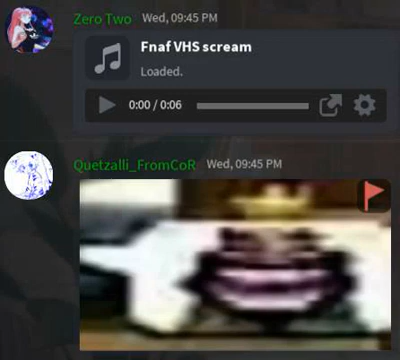 Zero Two Wed, 09:45 PM
Fnaf VHS scream
Loaded.
0:00 / 0:06
Quetzalli_FromCoR Wed, 09:45 PM